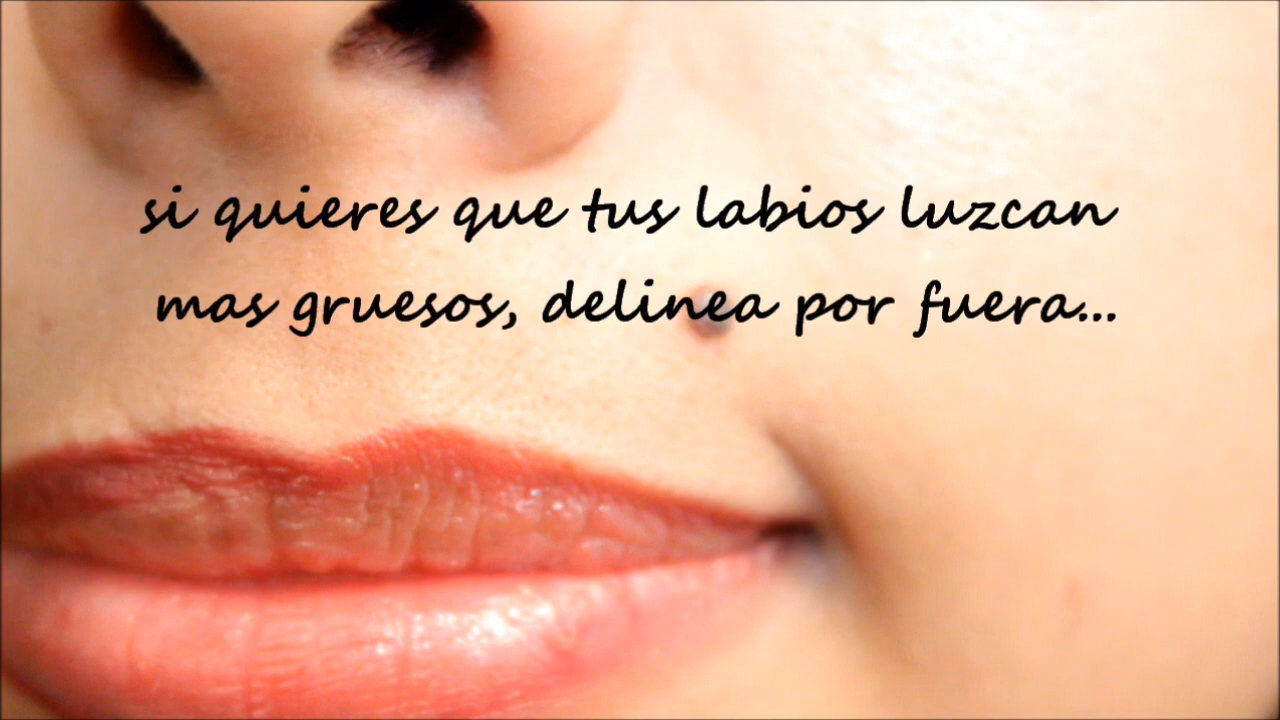 si quieres que tus labios luzcan
mas gruesos, delinea por fuera...